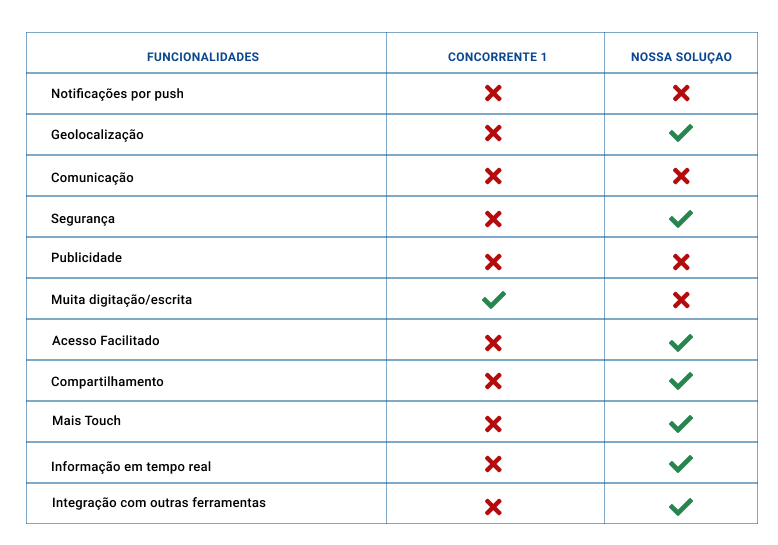 FUNCIONALIDADES CONCORRENTE 1 NOSSA SOLUÇAO
Notificações por push
Geolocalização
Comunicação
Segurança
Publicidade
Muita digitação/escrita
Acesso Facilitado
Compartilhamento
Mais Touch
Informação em tempo real
Integração com outras ferramentas